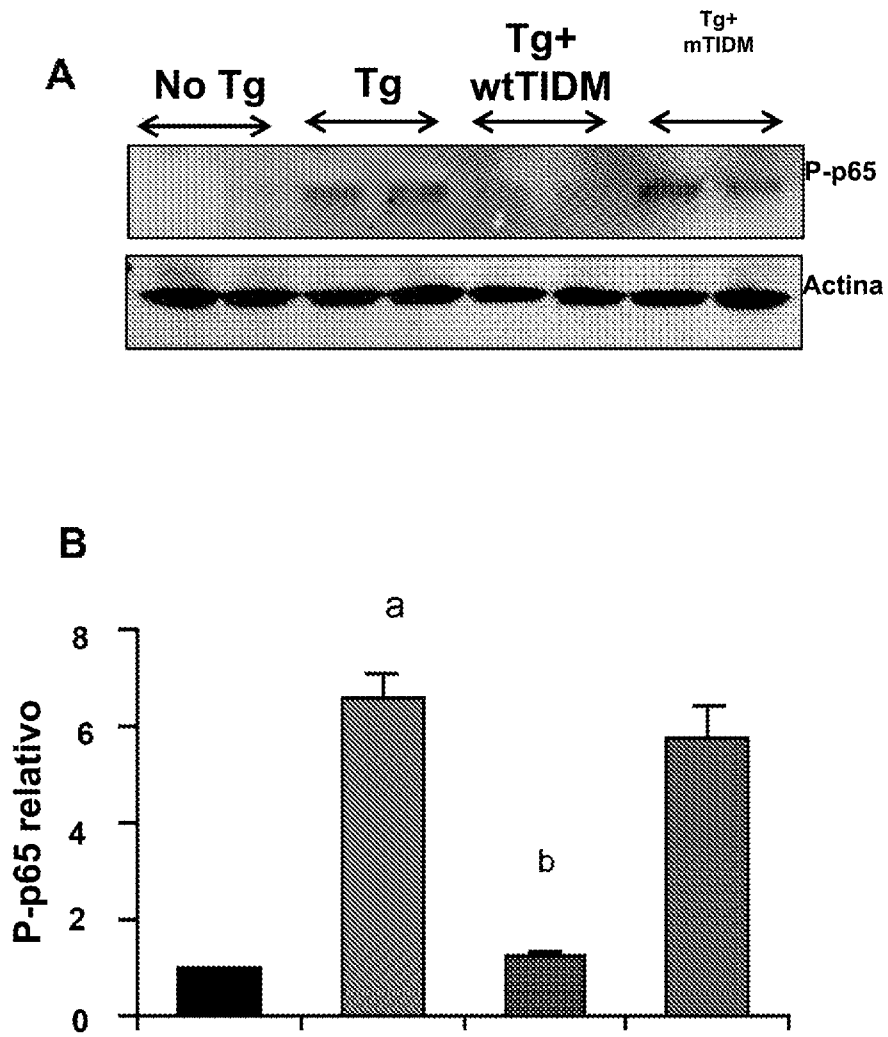 A
No Tg
Tg
Tg+
wtTIDM
Tg+
mTIDM
P-p65
Actina
B
P-p65 relativo
8
6
4
2
0
a
b